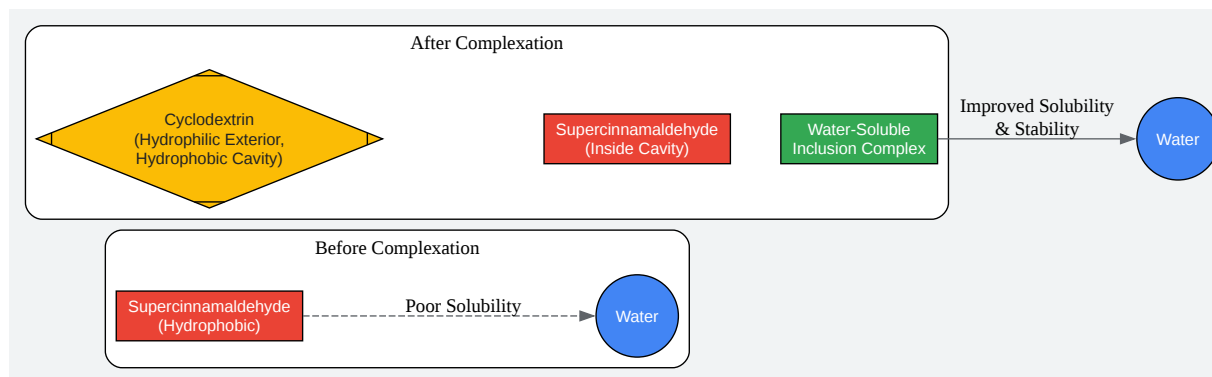 After Complexation
Cyclodextrin
(Hydrophilic Exterior,
Hydrophobic Cavity)
Supercinnamaldehyde
(Inside Cavity)
Water-Soluble
Inclusion Complex
Improved Solubility
& Stability
Water
Before Complexation
Supercinnamaldehyde
(Hydrophobic)
Poor Solubility
Water